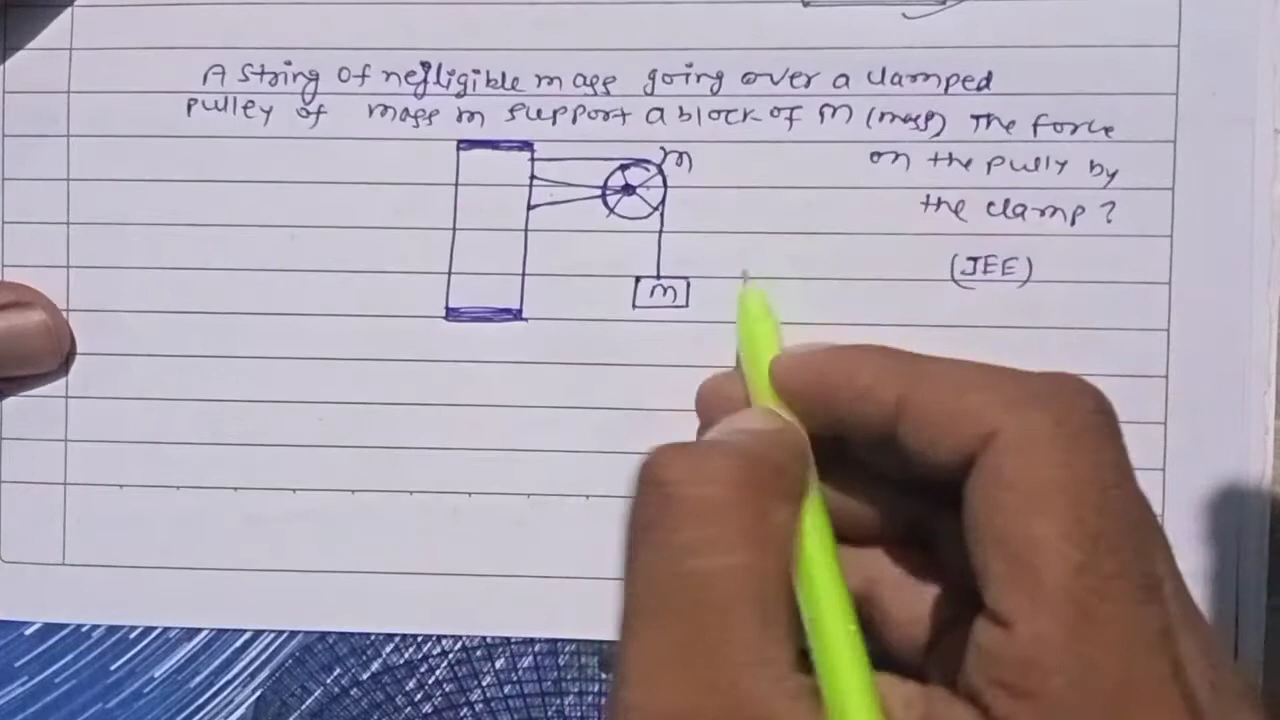 A string of negligible mass going over a clamped
pulley of mass m support a block of M (mass) The force
on the pully by
the clamp?
(JEE)
m
m